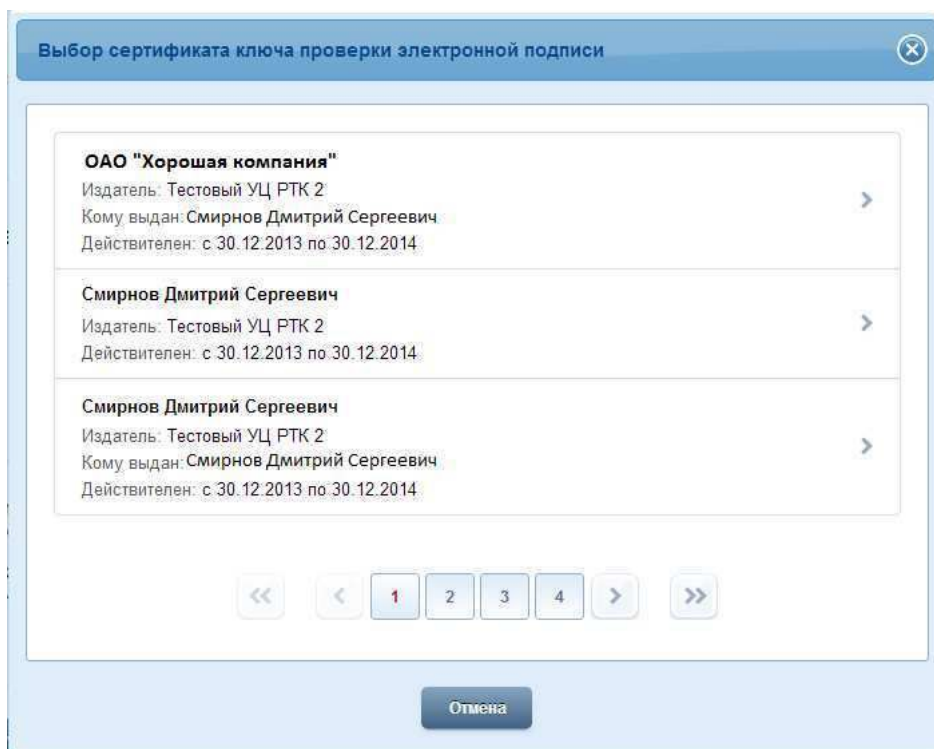 Выбор сертификата ключа проверки электронной подписи
ОАО "Хорошая компания"
Издатель: Тестовый УЦ РТК 2
Кому выдан: Смирнов Дмитрий Сергеевич
Действителен: с 30.12.2013 по 30.12.2014
Смирнов Дмитрий Сергеевич
Издатель: Тестовый УЦ РТК 2
Действителен: с 30.12.2013 по 30.12.2014
Смирнов Дмитрий Сергеевич
Издатель: Тестовый УЦ РТК 2
Кому выдан: Смирнов Дмитрий Сергеевич
Действителен: с 30.12.2013 по 30.12.2014
<< < 1 2 3 4 > >>
Отмена